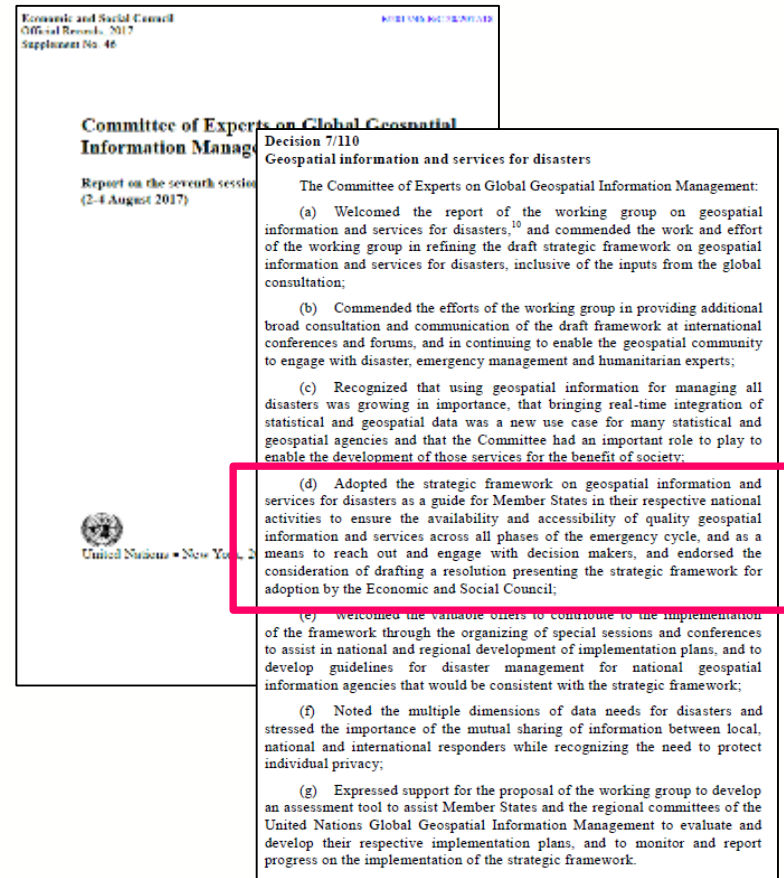 Economic and Social Council
Official Records, 2017
Supplement No. 46
Committee of Experts on Global Geospatial
Information Manage
Report on the seventh session
(2-4 August 2017)
United Nations • New York, 2
Decision 7/110
Geospatial information and services for disasters
The Committee of Experts on Global Geospatial Information Management:
(a) Welcomed the report of the working group on geospatial
information and services for disasters,10 and commended the work and effort
of the working group in refining the draft strategic framework on geospatial
information and services for disasters, inclusive of the inputs from the global
consultation;
(b) Commended the efforts of the working group in providing additional
broad consultation and communication of the draft framework at international
conferences and forums, and in continuing to enable the geospatial community
to engage with disaster, emergency management and humanitarian experts;
(c) Recognized that using geospatial information for managing all
disasters was growing in importance, that bringing real-time integration of
statistical and geospatial data was a new use case for many statistical and
geospatial agencies and that the Committee had an important role to play to
enable the development of those services for the benefit of society;
(d) Adopted the strategic framework on geospatial information and
services for disasters as a guide for Member States in their respective national
activities to ensure the availability and accessibility of quality geospatial
information and services across all phases of the emergency cycle, and as a
means to reach out and engage with decision makers, and endorsed the
consideration of drafting a resolution presenting the strategic framework for
adoption by the Economic and Social Council;
(e) Welcomed the valuable offers to contribute to the implementation
of the framework through the organizing of special sessions and conferences
to assist in national and regional development of implementation plans, and to
develop guidelines for disaster management for national geospatial
information agencies that would be consistent with the strategic framework;
(f) Noted the multiple dimensions of data needs for disasters and
stressed the importance of the mutual sharing of information between local,
national and international responders while recognizing the need to protect
individual privacy;
(g) Expressed support for the proposal of the working group to develop
an assessment tool to assist Member States and the regional committees of the
United Nations Global Geospatial Information Management to evaluate and
develop their respective implementation plans, and to monitor and report
progress on the implementation of the strategic framework.